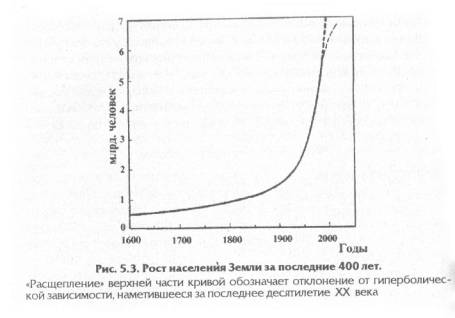 7
6
5
4
3
2
1
0
млрд. человек
1600 1700 1800 1900 2000
Годы
Рис. 5.3. Рост населения Земли за последние 400 лет.
«Расщепление" верхней части кривой обозначает отклонение от гиперболичес-
кой зависимости, наметившееся за последнее десятилетие XX века